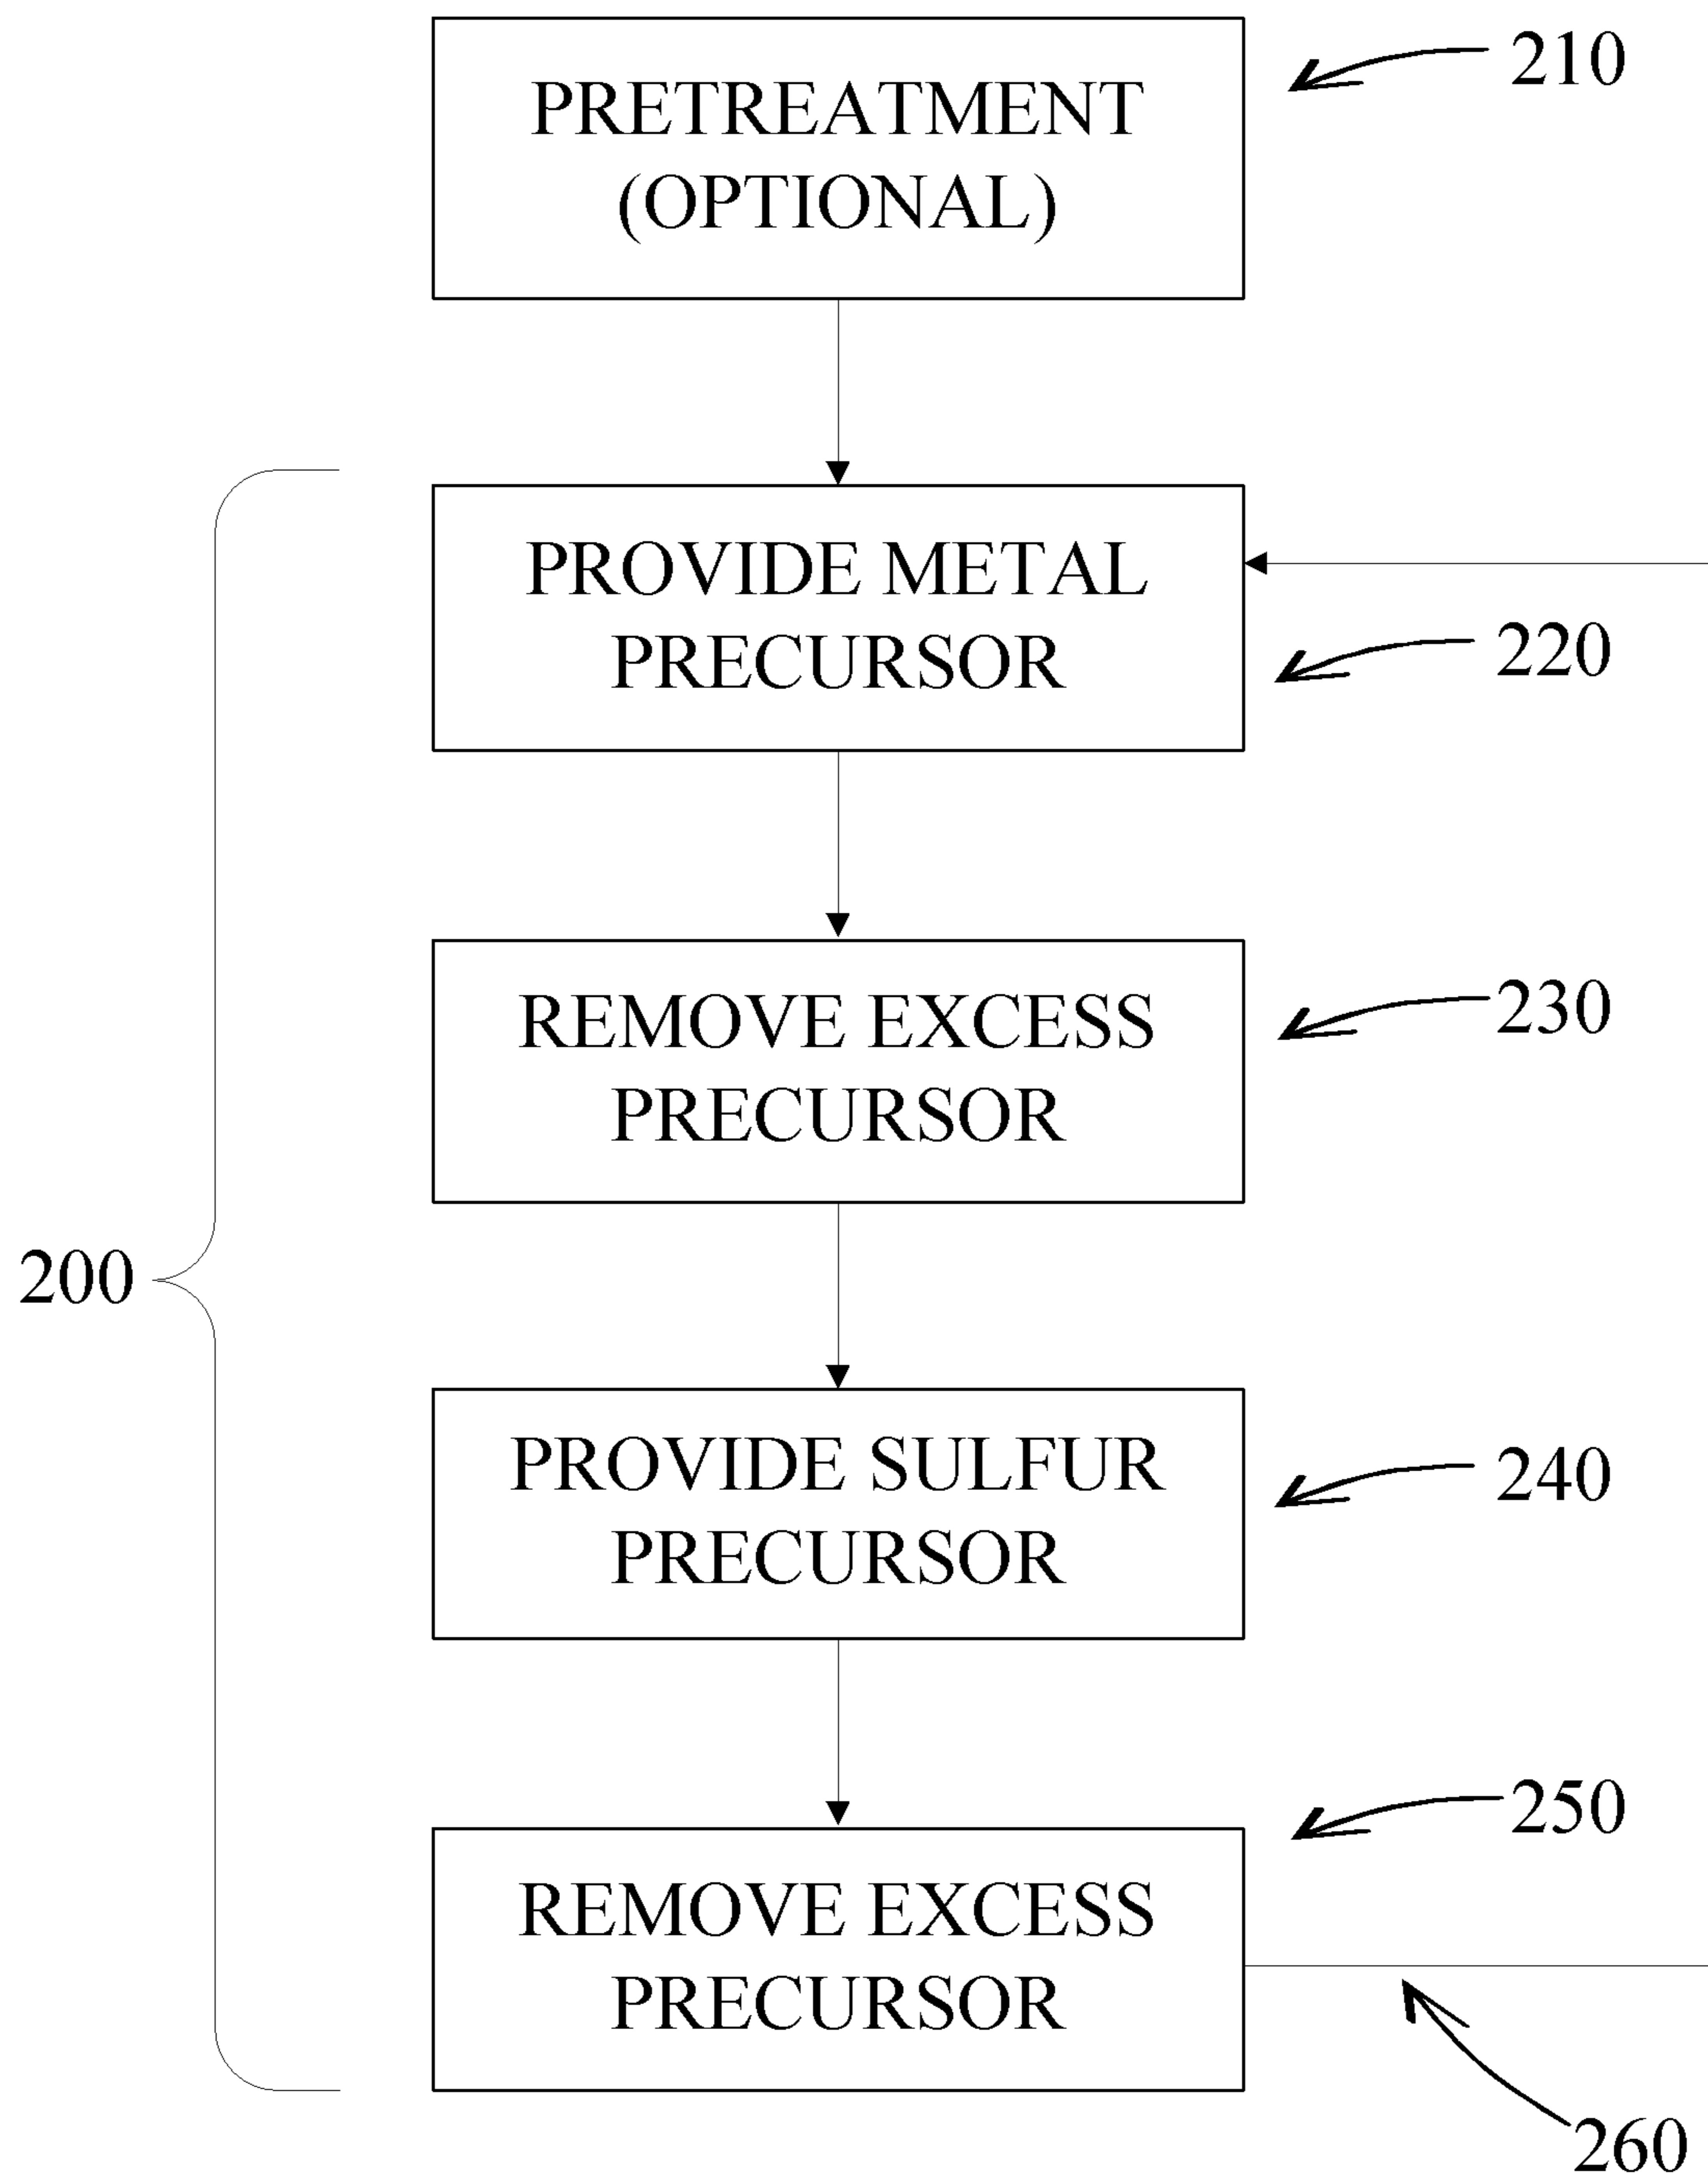 PRETREATMENT
(OPTIONAL)
210
PROVIDE METAL
PRECURSOR
220
REMOVE EXCESS
PRECURSOR
230
200
PROVIDE SULFUR
PRECURSOR
240
REMOVE EXCESS
PRECURSOR
250
260